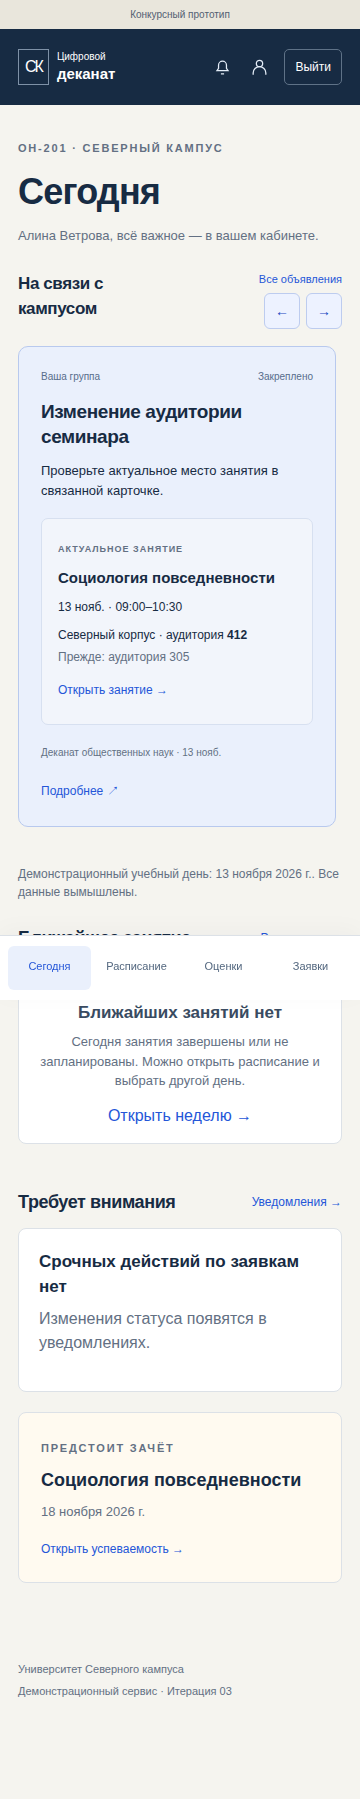 Конкурсный прототип
СК
Цифровой
деканат
Выйти
ОН-201 · СЕВЕРНЫЙ КАМПУС
Сегодня
Алина Ветрова, всё важное — в вашем кабинете.
На связи с
кампусом
Все объявления
← →
Ваша группа
Закреплено
Изменение аудитории
семинара
Проверьте актуальное место занятия в
связанной карточке.
АКТУАЛЬНОЕ ЗАНЯТИЕ
Социология повседневности
13 нояб. · 09:00–10:30
Северный корпус · аудитория 412
Прежде: аудитория 305
Открыть занятие →
Деканат общественных наук · 13 нояб.
Подробнее ↗
Демонстрационный учебный день: 13 ноября 2026 г.. Все
данные вымышлены.
Сегодня
Расписание
Оценки
Заявки
Ближайших занятий нет
Сегодня занятия завершены или не
запланированы. Можно открыть расписание и
выбрать другой день.
Открыть неделю →
Требует внимания
Уведомления →
Срочных действий по заявкам
нет
Изменения статуса появятся в
уведомлениях.
ПРЕДСТОИТ ЗАЧЁТ
Социология повседневности
18 ноября 2026 г.
Открыть успеваемость →
Университет Северного кампуса
Демонстрационный сервис · Итерация 03